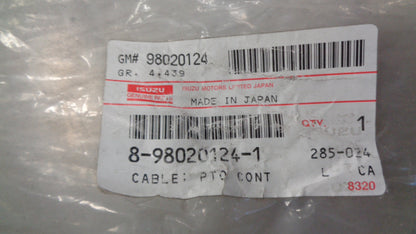 GM# 98020124
GR. 4.439
ISUZU
GENUINE PARTS
ISUZU MOTORS LIMITED JAPAN
MADE IN JAPAN
QTY. 1
ISUZU
8-98020124-1
285-024
CABLE; PTO CONT
L CA
8320